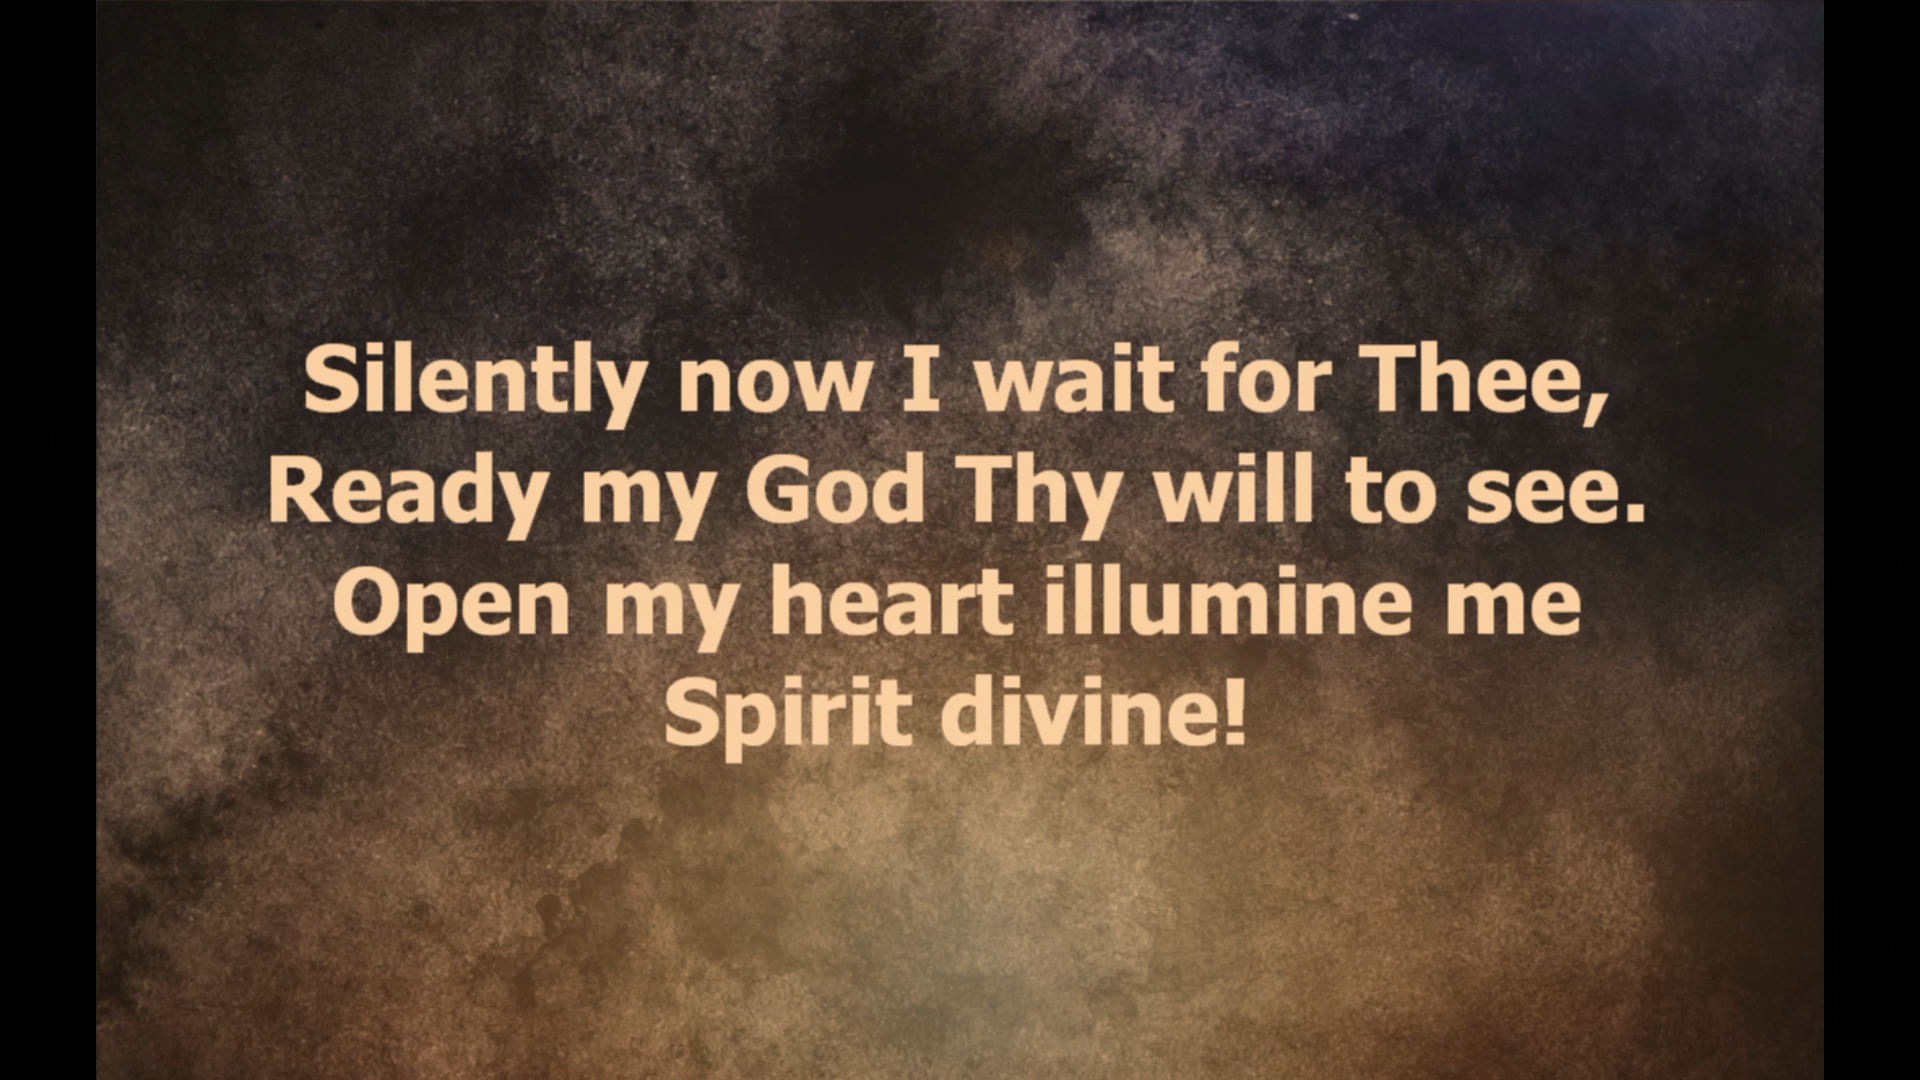 Silently now I wait for Thee,
Ready my God Thy will to see.
Open my heart illumine me
Spirit divine!